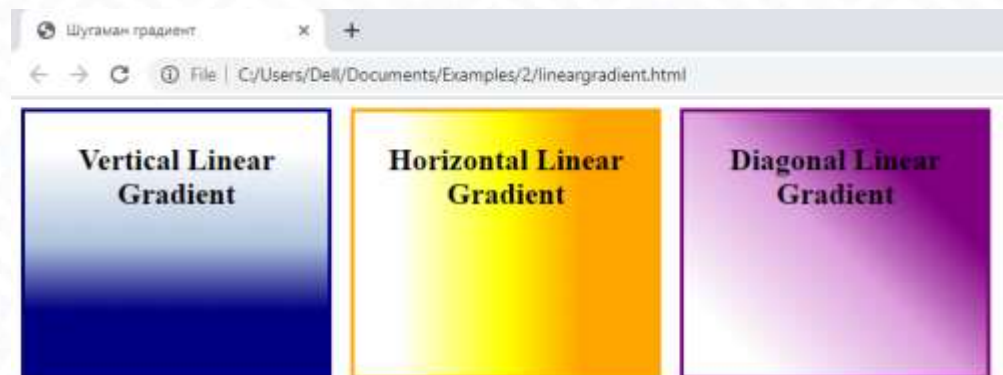 Шугаман градиент
File | C:/Users/Dell/Documents/Examples/2/lineargradient.html
Vertical Linear
Gradient
Horizontal Linear
Gradient
Diagonal Linear
Gradient